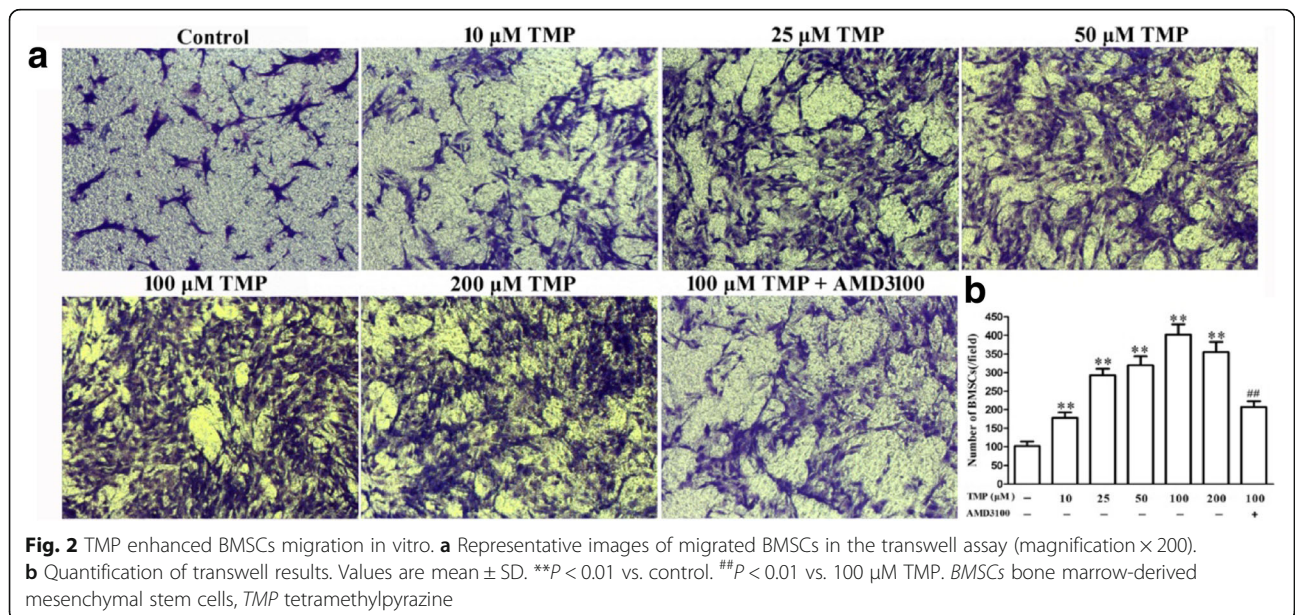 a
Control
10 µM TMP
25 µM TMP
50 µM TMP
100 µM TMP
200 µM TMP
100 µM TMP + AMD3100
b
Number of BMSCs(/field)
450
400
350
300
250
200
150
100
50
0
**
**
**
**
**
##
TMP (µM) – 10 25 50 100 200 100
AMD3100 – – – – – – +
Fig. 2 TMP enhanced BMSCs migration in vitro. a Representative images of migrated BMSCs in the transwell assay (magnification × 200).
b Quantification of transwell results. Values are mean ± SD. **P < 0.01 vs. control. ##P < 0.01 vs. 100 µM TMP. BMSCs bone marrow-derived
mesenchymal stem cells, TMP tetramethylpyrazine